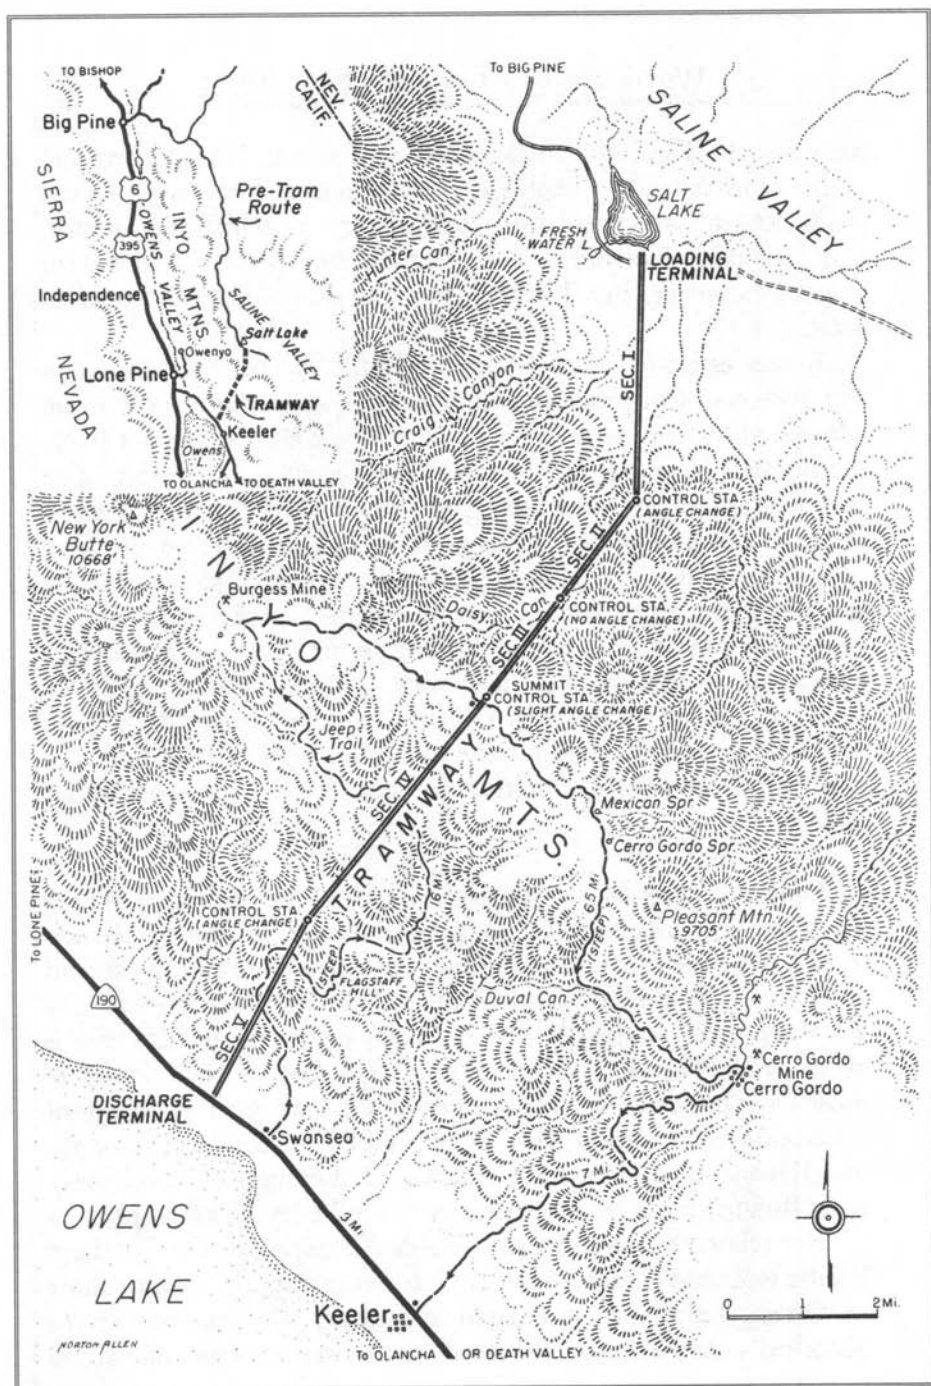 TO BISHOP
Big Pine
SIERRA
NEVADA
6
395
OWENS
VALLEY
INYO
MTNS.
Pre-Tram
Route
NEV.
CALIF.
Independence
SALINE
VALLEY
Owenyo
Salt Lake
Lone Pine
TRAMWAY
Keeler
Owens
L.
TO OLANCHA
TO DEATH VALLEY
TO BIG PINE
SALINE
VALLEY
SALT
LAKE
FRESH
WATER L.
LOADING
TERMINAL
Hunter Can.
Craig Canyon
SEC. I
CONTROL STA.
(ANGLE CHANGE)
SEC II
New York
Butte
10668
INYO
MTS.
Burgess Mine
Daisy Can.
CONTROL STA.
(NO ANGLE CHANGE)
SEC. III
SUMMIT
CONTROL STA.
(SLIGHT ANGLE CHANGE)
Jeep
Trail
SEC. IV
TRAMWAY
Mexican Spr.
Cerro Gordo Spr.
16 M.
6.5 M.
(STEEP)
Pleasant Mtn.
9705
CONTROL STA.
(ANGLE CHANGE)
(STEEP)
FLAGSTAFF
HILL
Duval Can.
TO LONE PINE
190
SEC. V
Cerro Gordo
Mine
Cerro Gordo
DISCHARGE
TERMINAL
Swansea
7 MI.
3 MI.
OWENS
LAKE
Keeler
0 1 2 Mi.
NORTON ALLEN
TO OLANCHA OR DEATH VALLEY